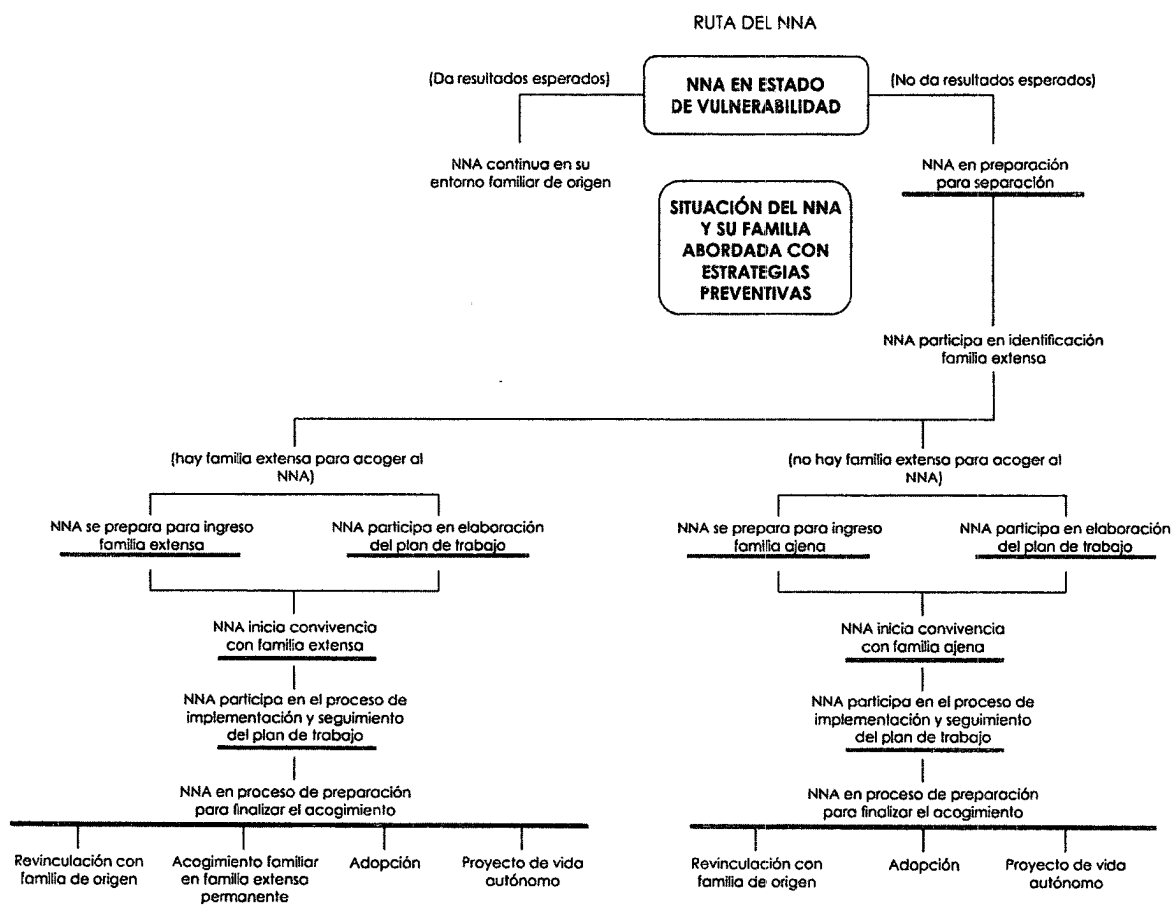 RUTA DEL NNA
(Da resultados esperados)
NNA EN ESTADO
DE VULNERABILIDAD
(No da resultados esperados)
NNA continua en su
entorno familiar de origen
NNA en preparación
para separación
SITUACIÓN DEL NNA
Y SU FAMILIA
ABORDADA CON
ESTRATEGIAS
PREVENTIVAS
NNA participa en identificación
familia extensa
(hay familia extensa para acoger al
NNA)
(no hay familia extensa para acoger al
NNA)
NNA se prepara para ingreso
familia extensa
NNA participa en elaboración
del plan de trabajo
NNA se prepara para ingreso
familia ajena
NNA participa en elaboración
del plan de trabajo
NNA inicia convivencia
con familia extensa
NNA inicia convivencia
con familia ajena
NNA participa en el proceso de
implementación y seguimiento
del plan de trabajo
NNA participa en el proceso de
implementación y seguimiento
del plan de trabajo
NNA en proceso de preparación
para finalizar el acogimiento
NNA en proceso de preparación
para finalizar el acogimiento
Revinculación con
familia de origen
Acogimiento familiar
en familia extensa
permanente
Adopción
Proyecto de vida
autónomo
Revinculación con
familia de origen
Adopción
Proyecto de vida
autónomo